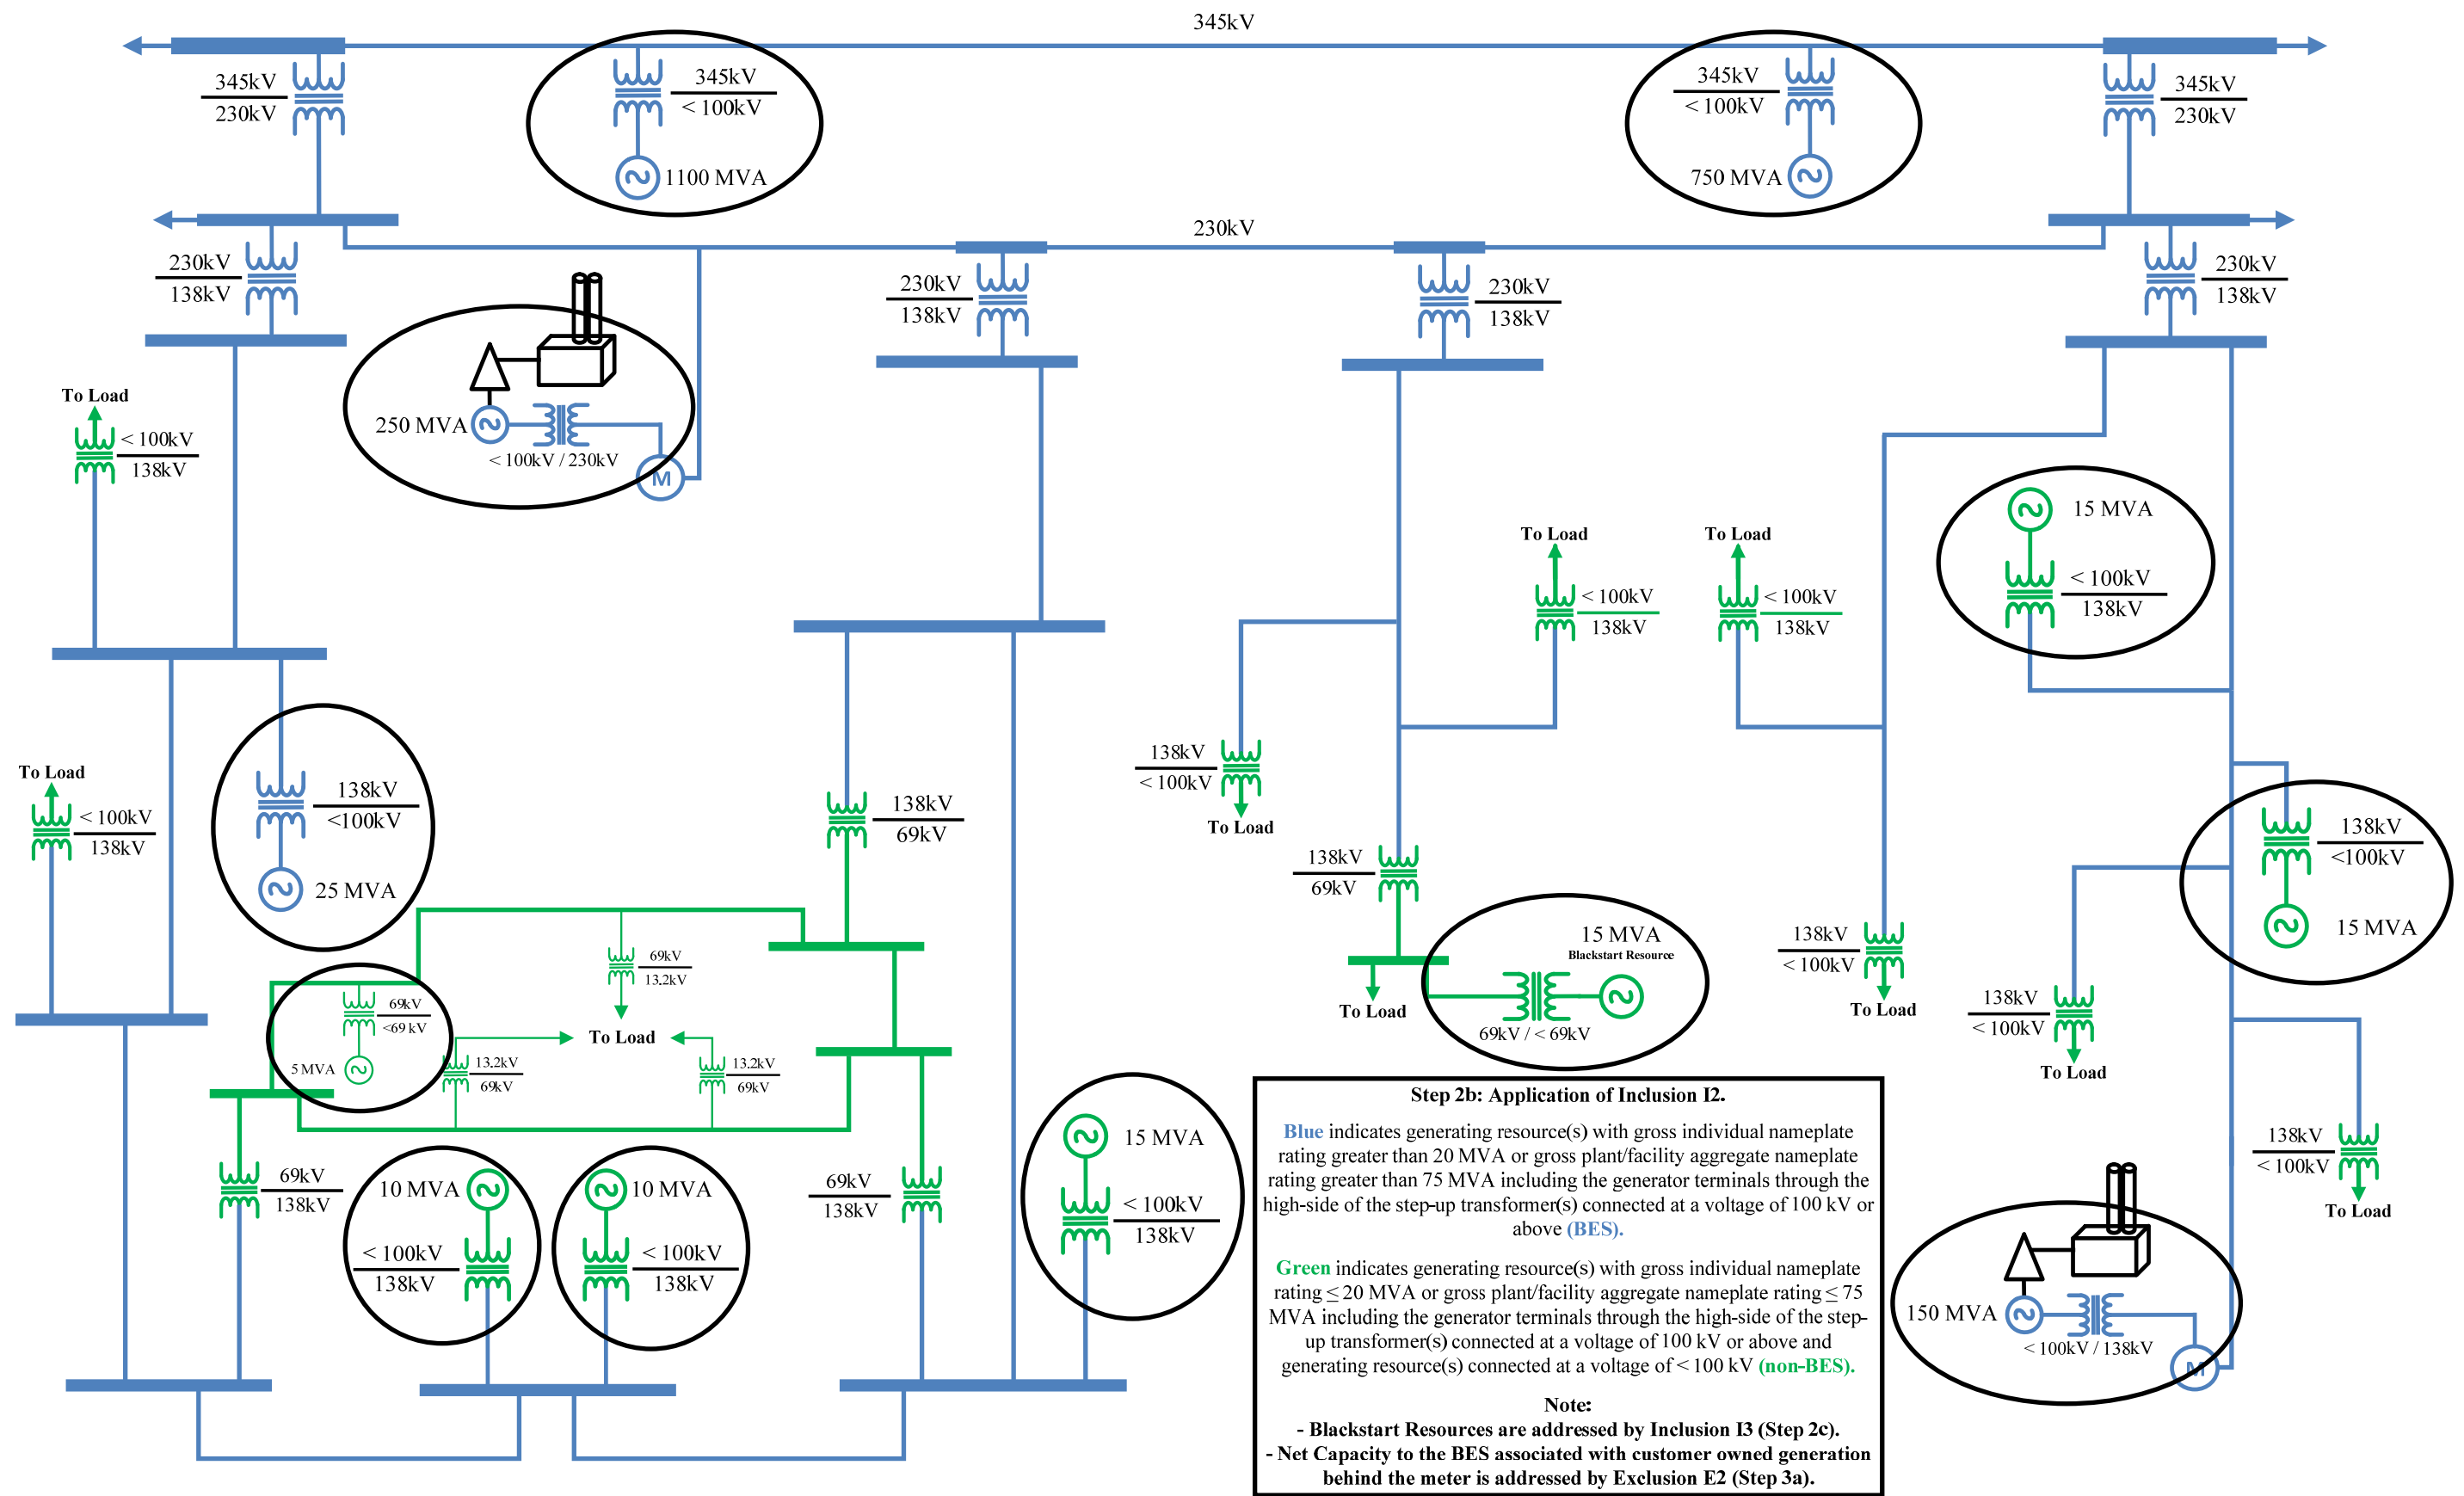 345kV
345kV
230kV
345kV
< 100kV
1100 MVA
345kV
< 100kV
750 MVA
345kV
230kV
230kV
230kV
138kV
230kV
138kV
230kV
138kV
230kV
138kV
250 MVA
< 100kV / 230kV
M
To Load
< 100kV
138kV
To Load
< 100kV
138kV
To Load
< 100kV
138kV
15 MVA
< 100kV
138kV
To Load
< 100kV
138kV
138kV
<100kV
25 MVA
138kV
69kV
138kV
< 100kV
To Load
138kV
69kV
To Load
15 MVA
Blackstart Resource
69kV / < 69kV
138kV
< 100kV
To Load
138kV
<100kV
15 MVA
138kV
< 100kV
To Load
138kV
< 100kV
To Load
69kV
13.2kV
To Load
69kV
<69 kV
5 MVA
13.2kV
69kV
13.2kV
69kV
69kV
138kV
10 MVA
< 100kV
138kV
10 MVA
< 100kV
138kV
69kV
138kV
15 MVA
< 100kV
138kV
150 MVA
< 100kV / 138kV
M
Step 2b: Application of Inclusion I2.
Blue indicates generating resource(s) with gross individual nameplate
rating greater than 20 MVA or gross plant/facility aggregate nameplate
rating greater than 75 MVA including the generator terminals through the
high-side of the step-up transformer(s) connected at a voltage of 100 kV or
above (BES).
Green indicates generating resource(s) with gross individual nameplate
rating ≤ 20 MVA or gross plant/facility aggregate nameplate rating ≤ 75
MVA including the generator terminals through the high-side of the step-
up transformer(s) connected at a voltage of 100 kV or above and
generating resource(s) connected at a voltage of < 100 kV (non-BES).
Note:
- Blackstart Resources are addressed by Inclusion I3 (Step 2c).
- Net Capacity to the BES associated with customer owned generation
behind the meter is addressed by Exclusion E2 (Step 3a).